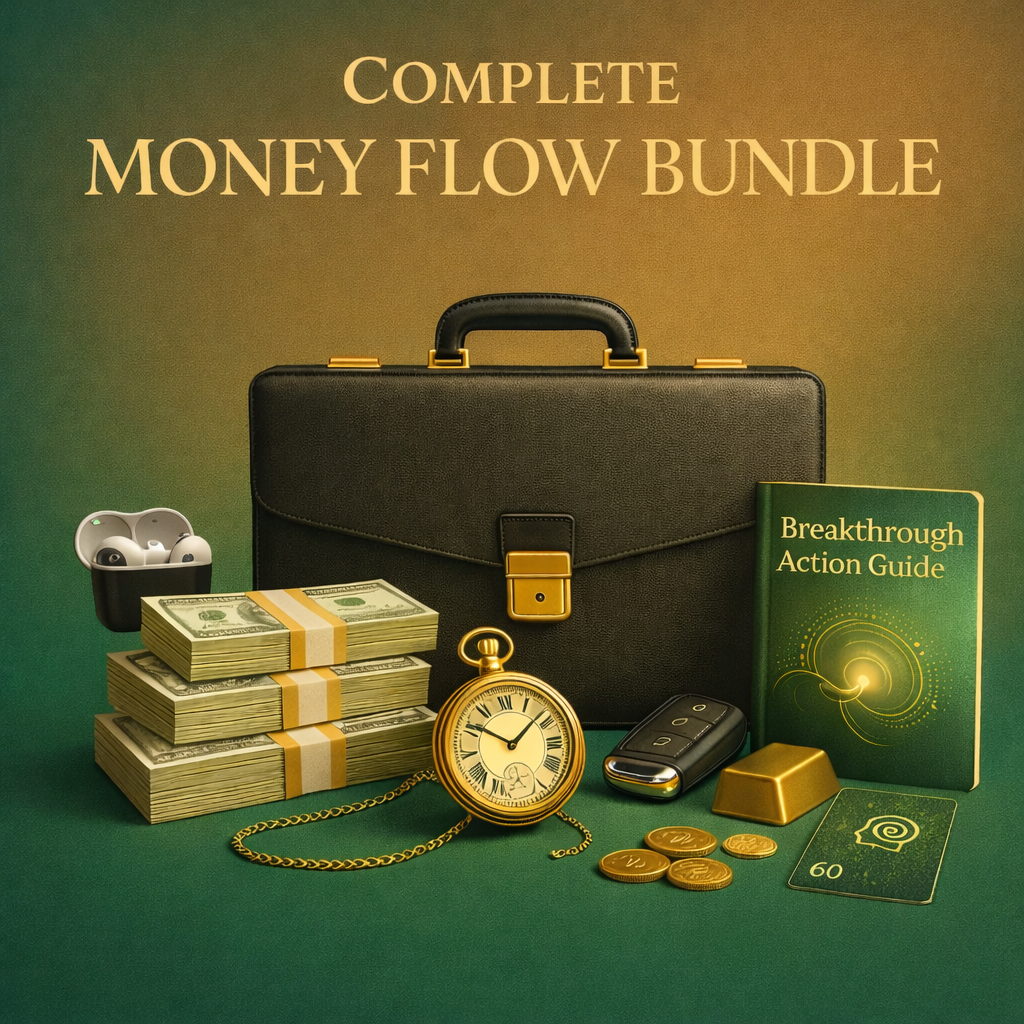 COMPLETE
MONEY FLOW BUNDLE
Breakthrough
Action Guide
60